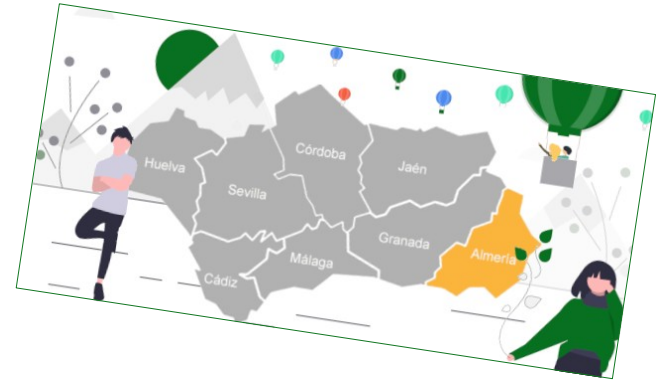 Córdoba
Jaén
Huelva
Sevilla
Granada
Almería
Málaga
Cádiz